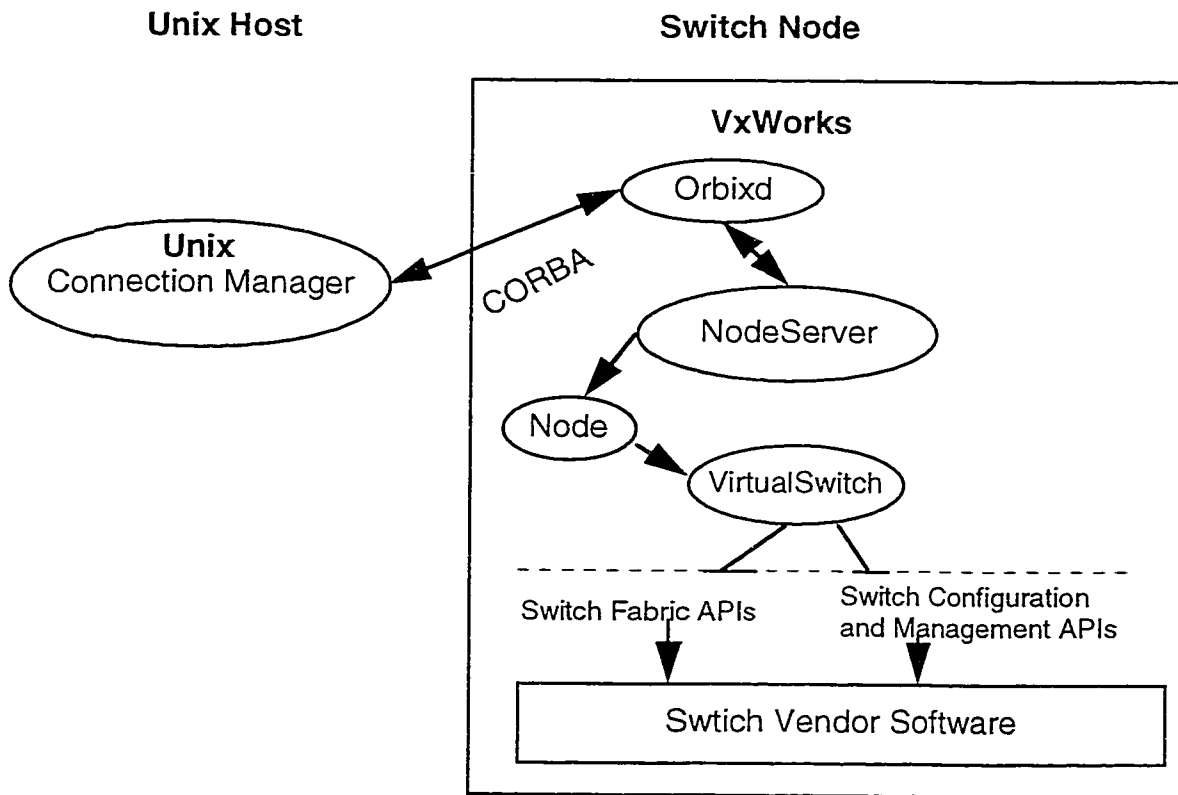 Unix Host
Switch Node
VxWorks
Orbixd
Unix
Connection Manager
CORBA
NodeServer
Node
VirtualSwitch
Switch Fabric APIs
Switch Configuration
and Management APIs
Swtich Vendor Software